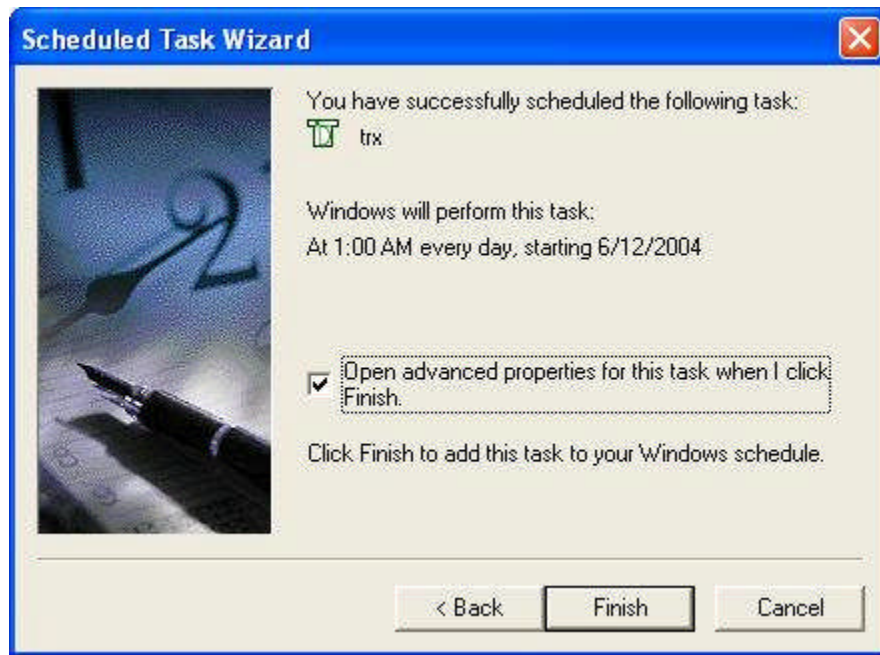 Scheduled Task Wizard
You have successfully scheduled the following task:
trx
Windows will perform this task:
At 1:00 AM every day, starting 6/12/2004
Open advanced properties for this task when I click
Finish.
Click Finish to add this task to your Windows schedule.
< Back
Finish
Cancel